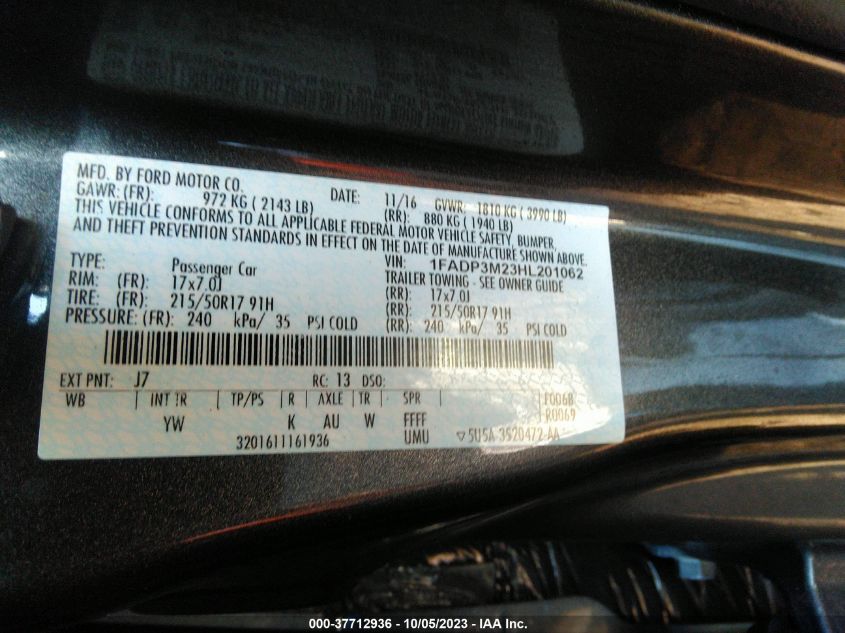 MFD. BY FORD MOTOR CO.
DATE: 11/16 GVWR: 1810 KG ( 3990 LB)
GAWR: (FR): 972 KG ( 2143 LB) (RR): 880 KG ( 1940 LB)
THIS VEHICLE CONFORMS TO ALL APPLICABLE FEDERAL MOTOR VEHICLE SAFETY, BUMPER,
AND THEFT PREVENTION STANDARDS IN EFFECT ON THE DATE OF MANUFACTURE SHOWN ABOVE.
VIN: 1FADP3M23HL201062
TYPE: Passenger Car TRAILER TOWING - SEE OWNER GUIDE
RIM: (FR): 17x7.0J (RR): 17x7.0J
TIRE: (FR): 215/50R17 91H (RR): 215/50R17 91H
PRESSURE: (FR): 240 kPa/ 35 PSI COLD (RR): 240 kPa/ 35 PSI COLD
EXT PNT: J7 RC: 13 DSO:
WB INT TR TP/PS R AXLE TR SPR F0068
YW K AU W FFFF R0069
3201611161936 UMU ▽5U5A 3520472 AA
000-37712936 - 10/05/2023 - IAA Inc.